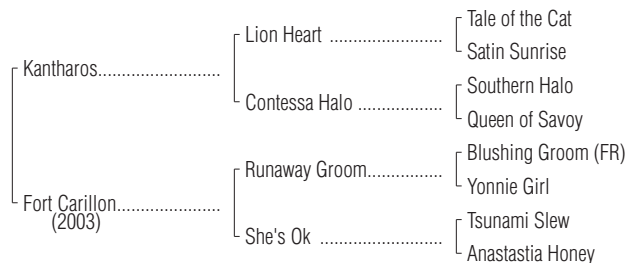 Tale of the Cat
Lion Heart ........................
Satin Sunrise
Kantharos..........................
Southern Halo
Contessa Halo ..................
Queen of Savoy
Blushing Groom (FR)
Runaway Groom................
Yonnie Girl
Fort Carillon......................
(2003)
Tsunami Slew
She's Ok ..........................
Anastastia Honey